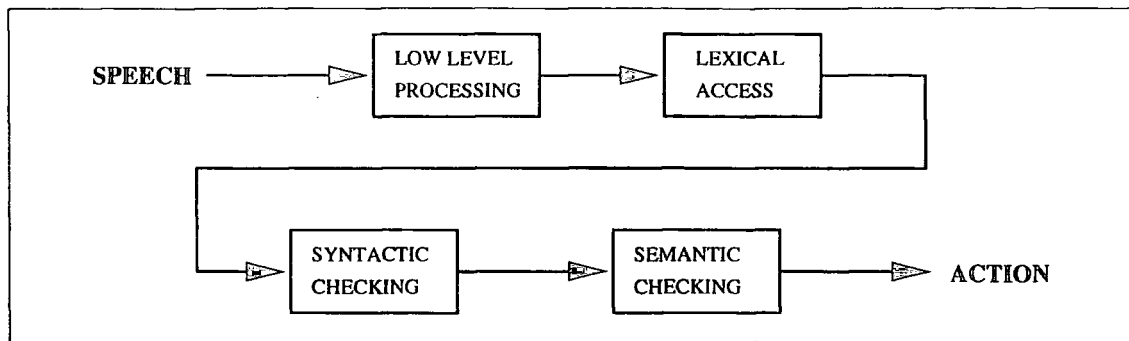 SPEECH
LOW LEVEL
PROCESSING
LEXICAL
ACCESS
SYNTACTIC
CHECKING
SEMANTIC
CHECKING
ACTION